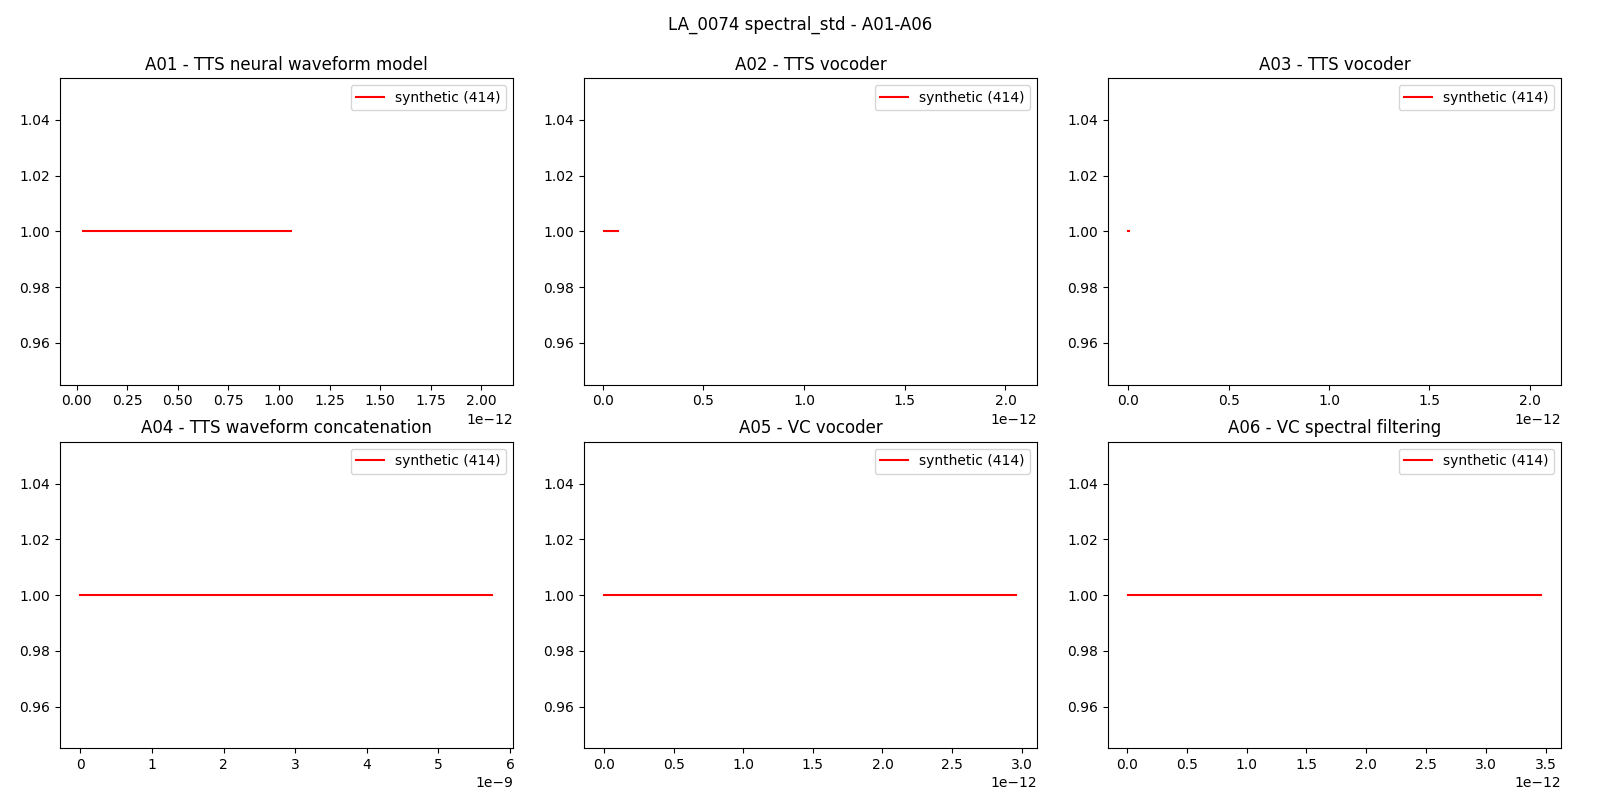 LA_0074 spectral_std - A01-A06
A01 - TTS neural waveform model
A02 - TTS vocoder
A03 - TTS vocoder
synthetic (414)
synthetic (414)
synthetic (414)
1.04
1.02
1.00
0.98
0.96
1.04
1.02
1.00
0.98
0.96
1.04
1.02
1.00
0.98
0.96
0.00 0.25 0.50 0.75 1.00 1.25 1.50 1.75 2.00
1e−12
0.0 0.5 1.0 1.5 2.0
1e−12
0.0 0.5 1.0 1.5 2.0
1e−12
A04 - TTS waveform concatenation
A05 - VC vocoder
A06 - VC spectral filtering
synthetic (414)
synthetic (414)
synthetic (414)
1.04
1.02
1.00
0.98
0.96
1.04
1.02
1.00
0.98
0.96
1.04
1.02
1.00
0.98
0.96
0 1 2 3 4 5 6
1e−9
0.0 0.5 1.0 1.5 2.0 2.5 3.0
1e−12
0.0 0.5 1.0 1.5 2.0 2.5 3.0 3.5
1e−12